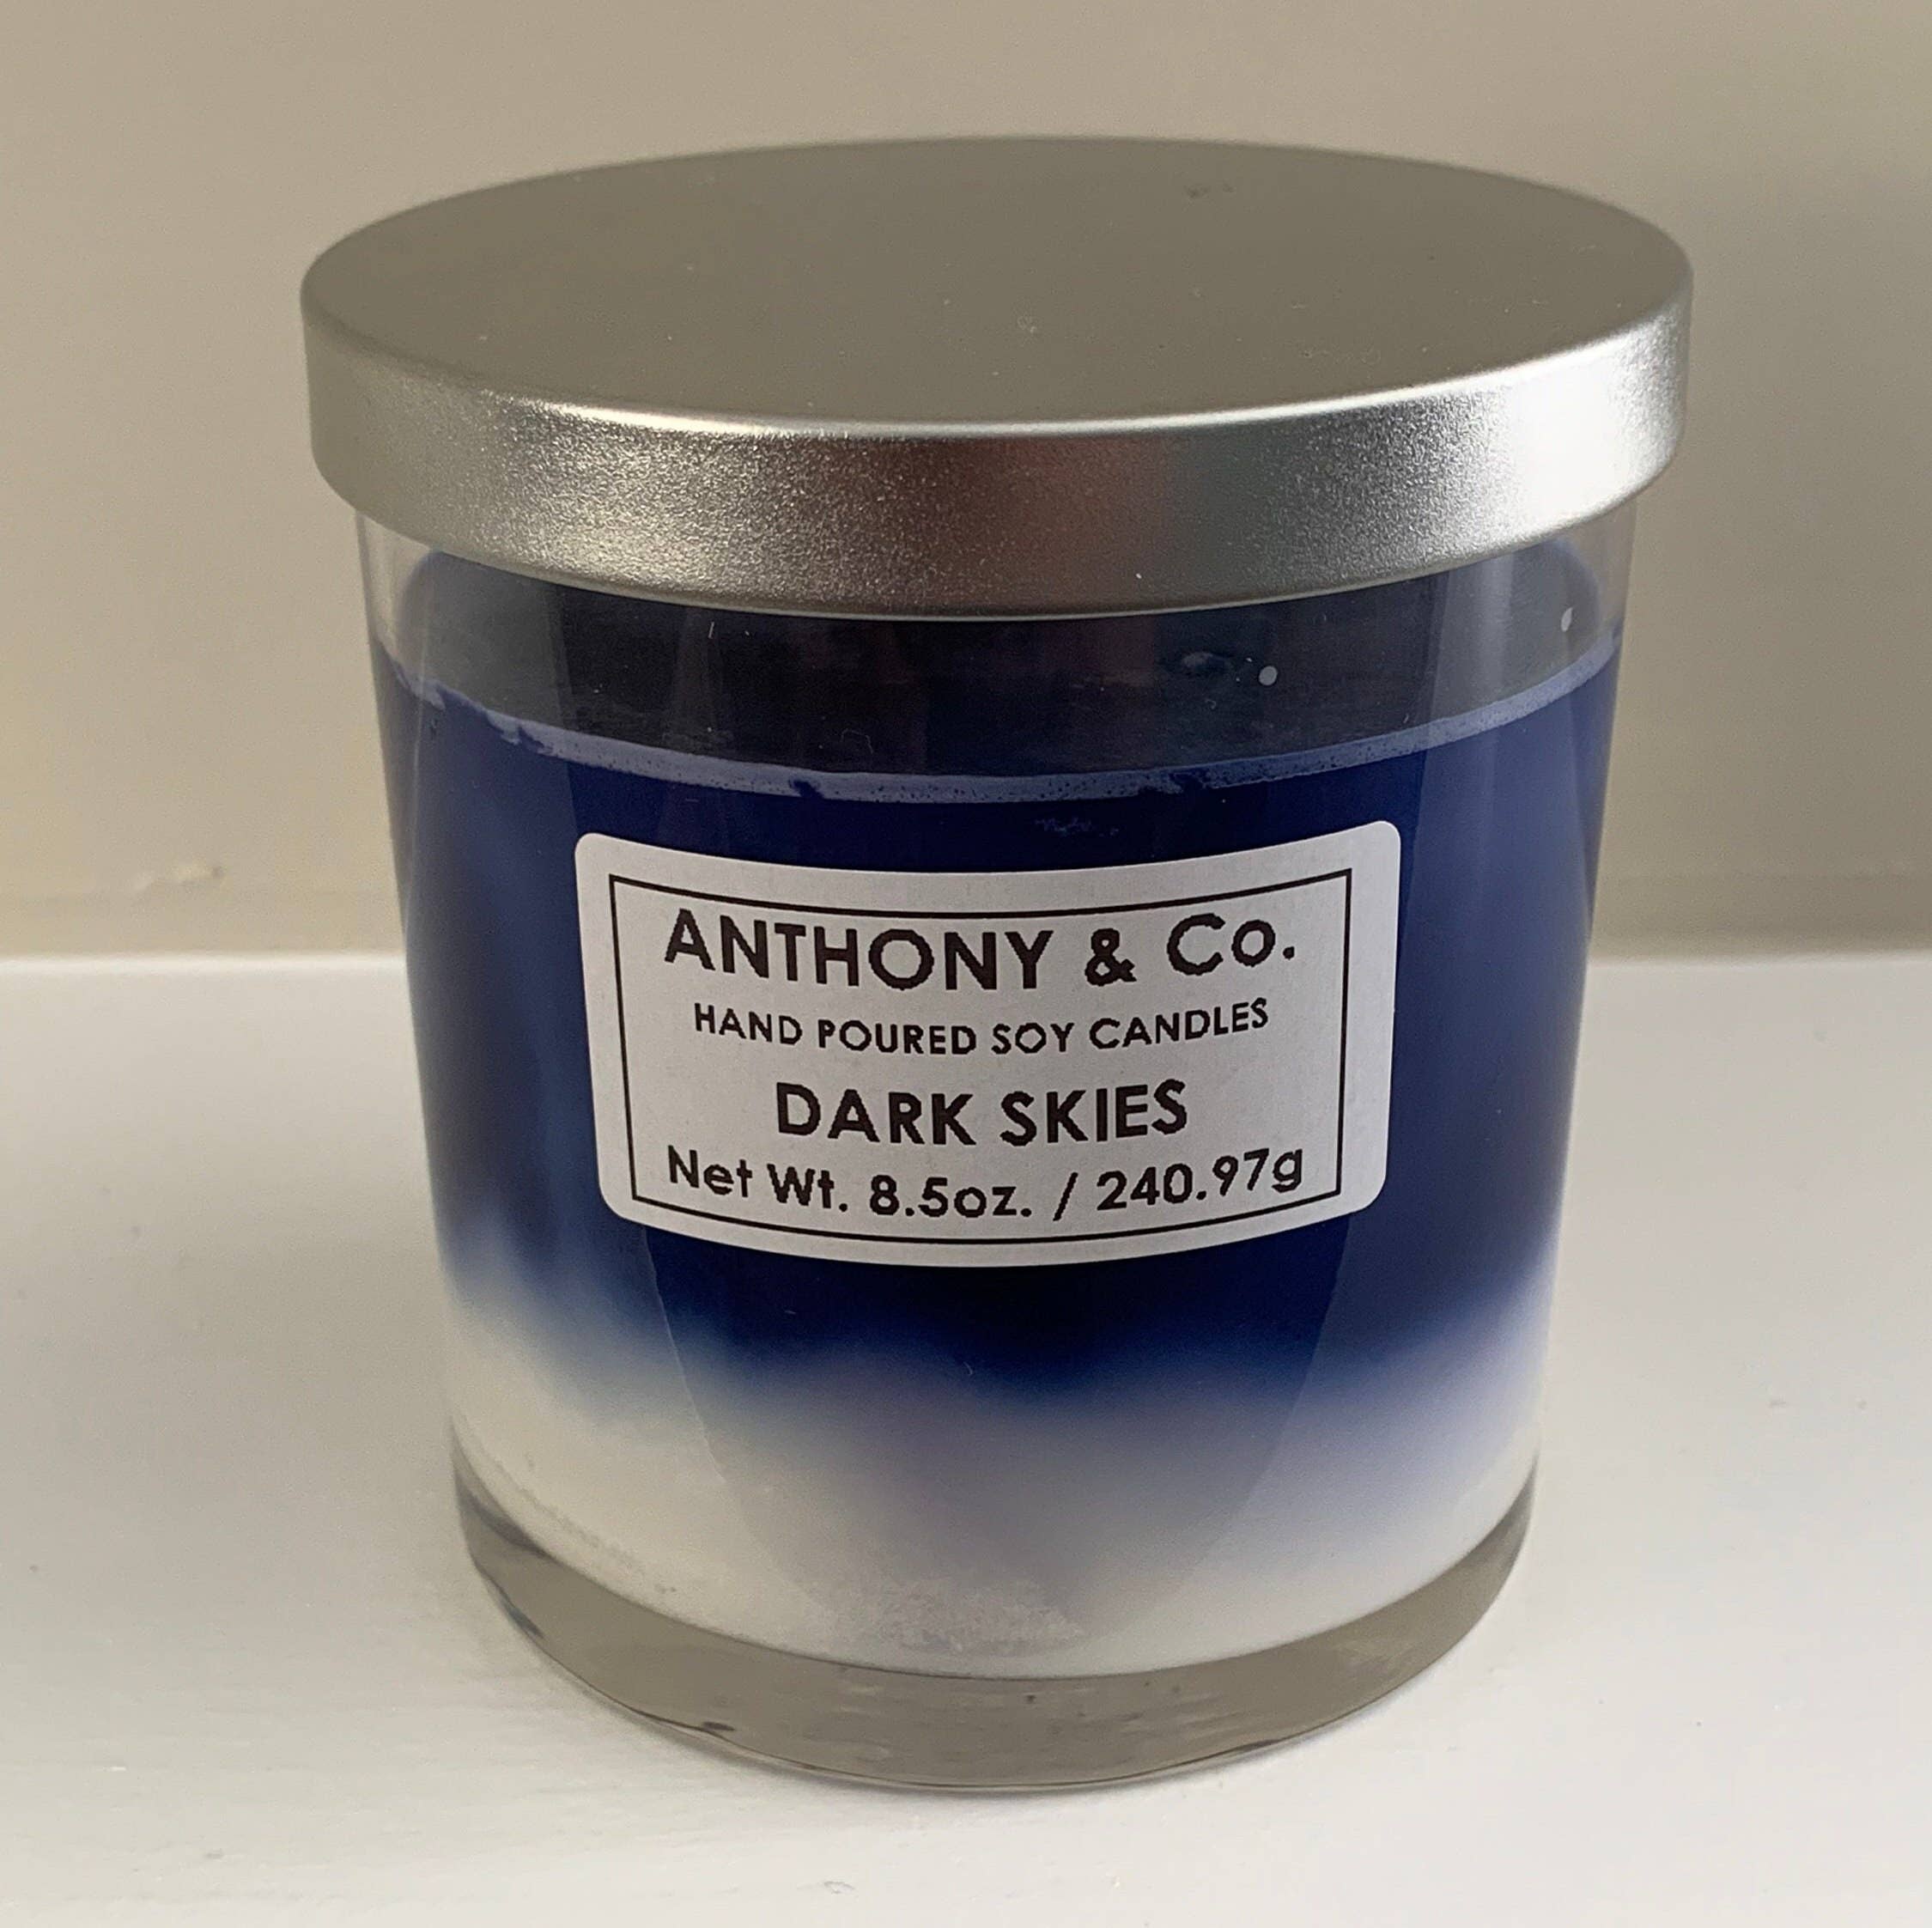 ANTHONY & Co.
HAND POURED SOY CANDLES
DARK SKIES
Net Wt. 8.5oz. / 240.97g